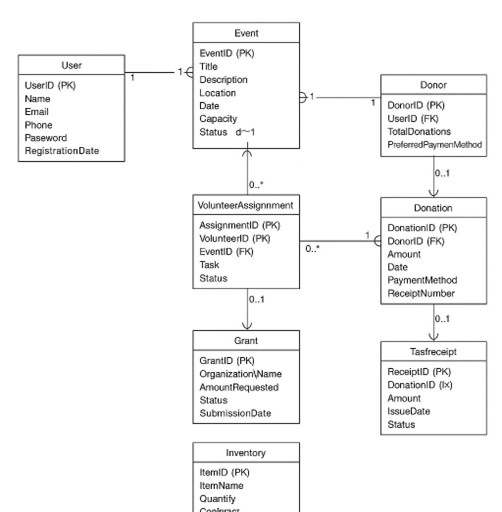 Event
EventID (PK)
Title
Description
Location
Date
Capacity
Status d~1
User
UserID (PK)
Name
Email
Phone
Paseword
RegistrationDate
1
1
1
1
Donor
DonorID (PK)
UserID (FK)
TotalDonations
PreferredPaymenMethod
0..*
0..1
VolunteerAssignnment
AssignmentID (PK)
VolunteerID (PK)
EventID (FK)
Task
Status
0..*
1
Donation
DonationID (PK)
DonorID (FK)
Amount
Date
PaymentMethod
ReceiptNumber
0..1
0..1
Grant
GrantID (PK)
Organization\Name
AmountRequested
Status
SubmissionDate
Tasfreceipt
ReceiptID (PK)
DonationID (Ix)
Amount
IssueDate
Status
Inventory
ItemID (PK)
ItemName
Quantify